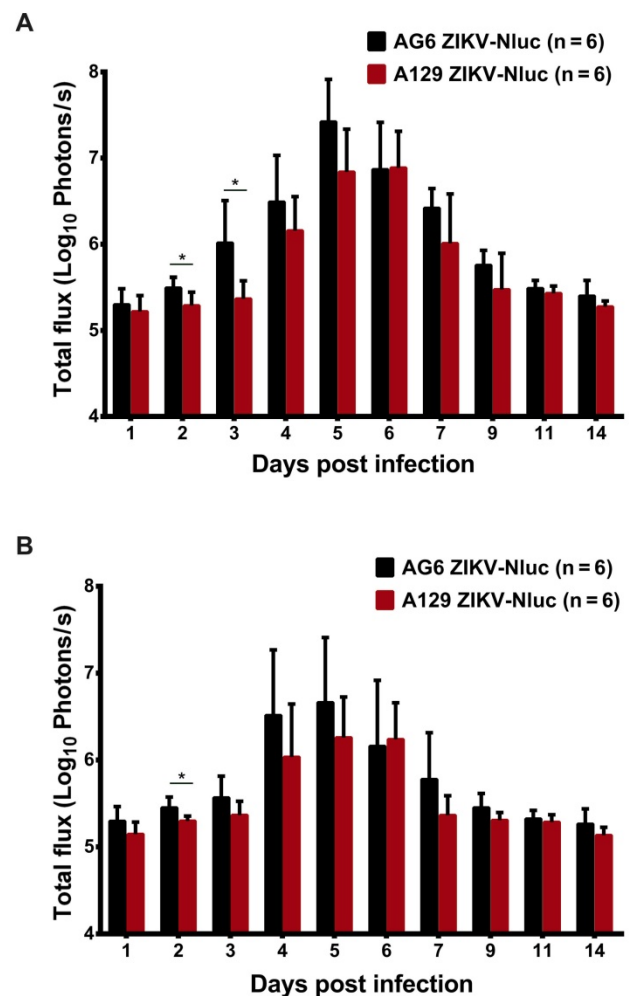 A
AG6 ZIKV-Nluc (n = 6)
A129 ZIKV-Nluc (n = 6)
Total flux (Log10 Photons/s)
8
7
6
5
4
*
*
1 2 3 4 5 6 7 9 11 14
Days post infection
B
AG6 ZIKV-Nluc (n = 6)
A129 ZIKV-Nluc (n = 6)
Total flux (Log10 Photons/s)
8
7
6
5
4
*
1 2 3 4 5 6 7 9 11 14
Days post infection